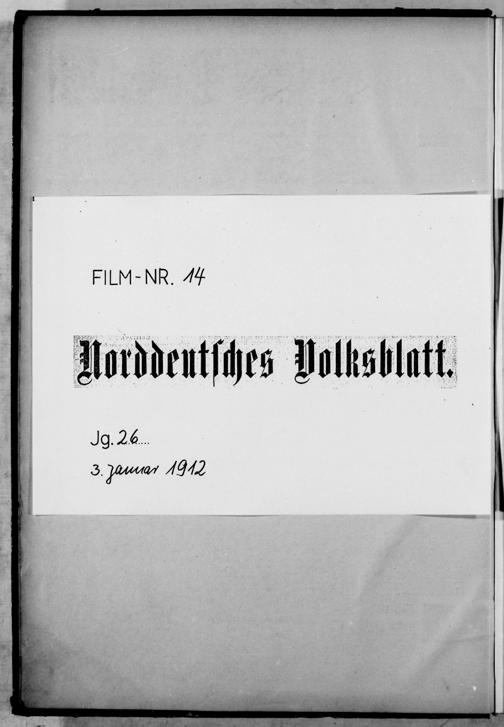 FILM-NR. 14
Norddeutſches Volksblatt.
Jg. 26....
3. Januar 1912